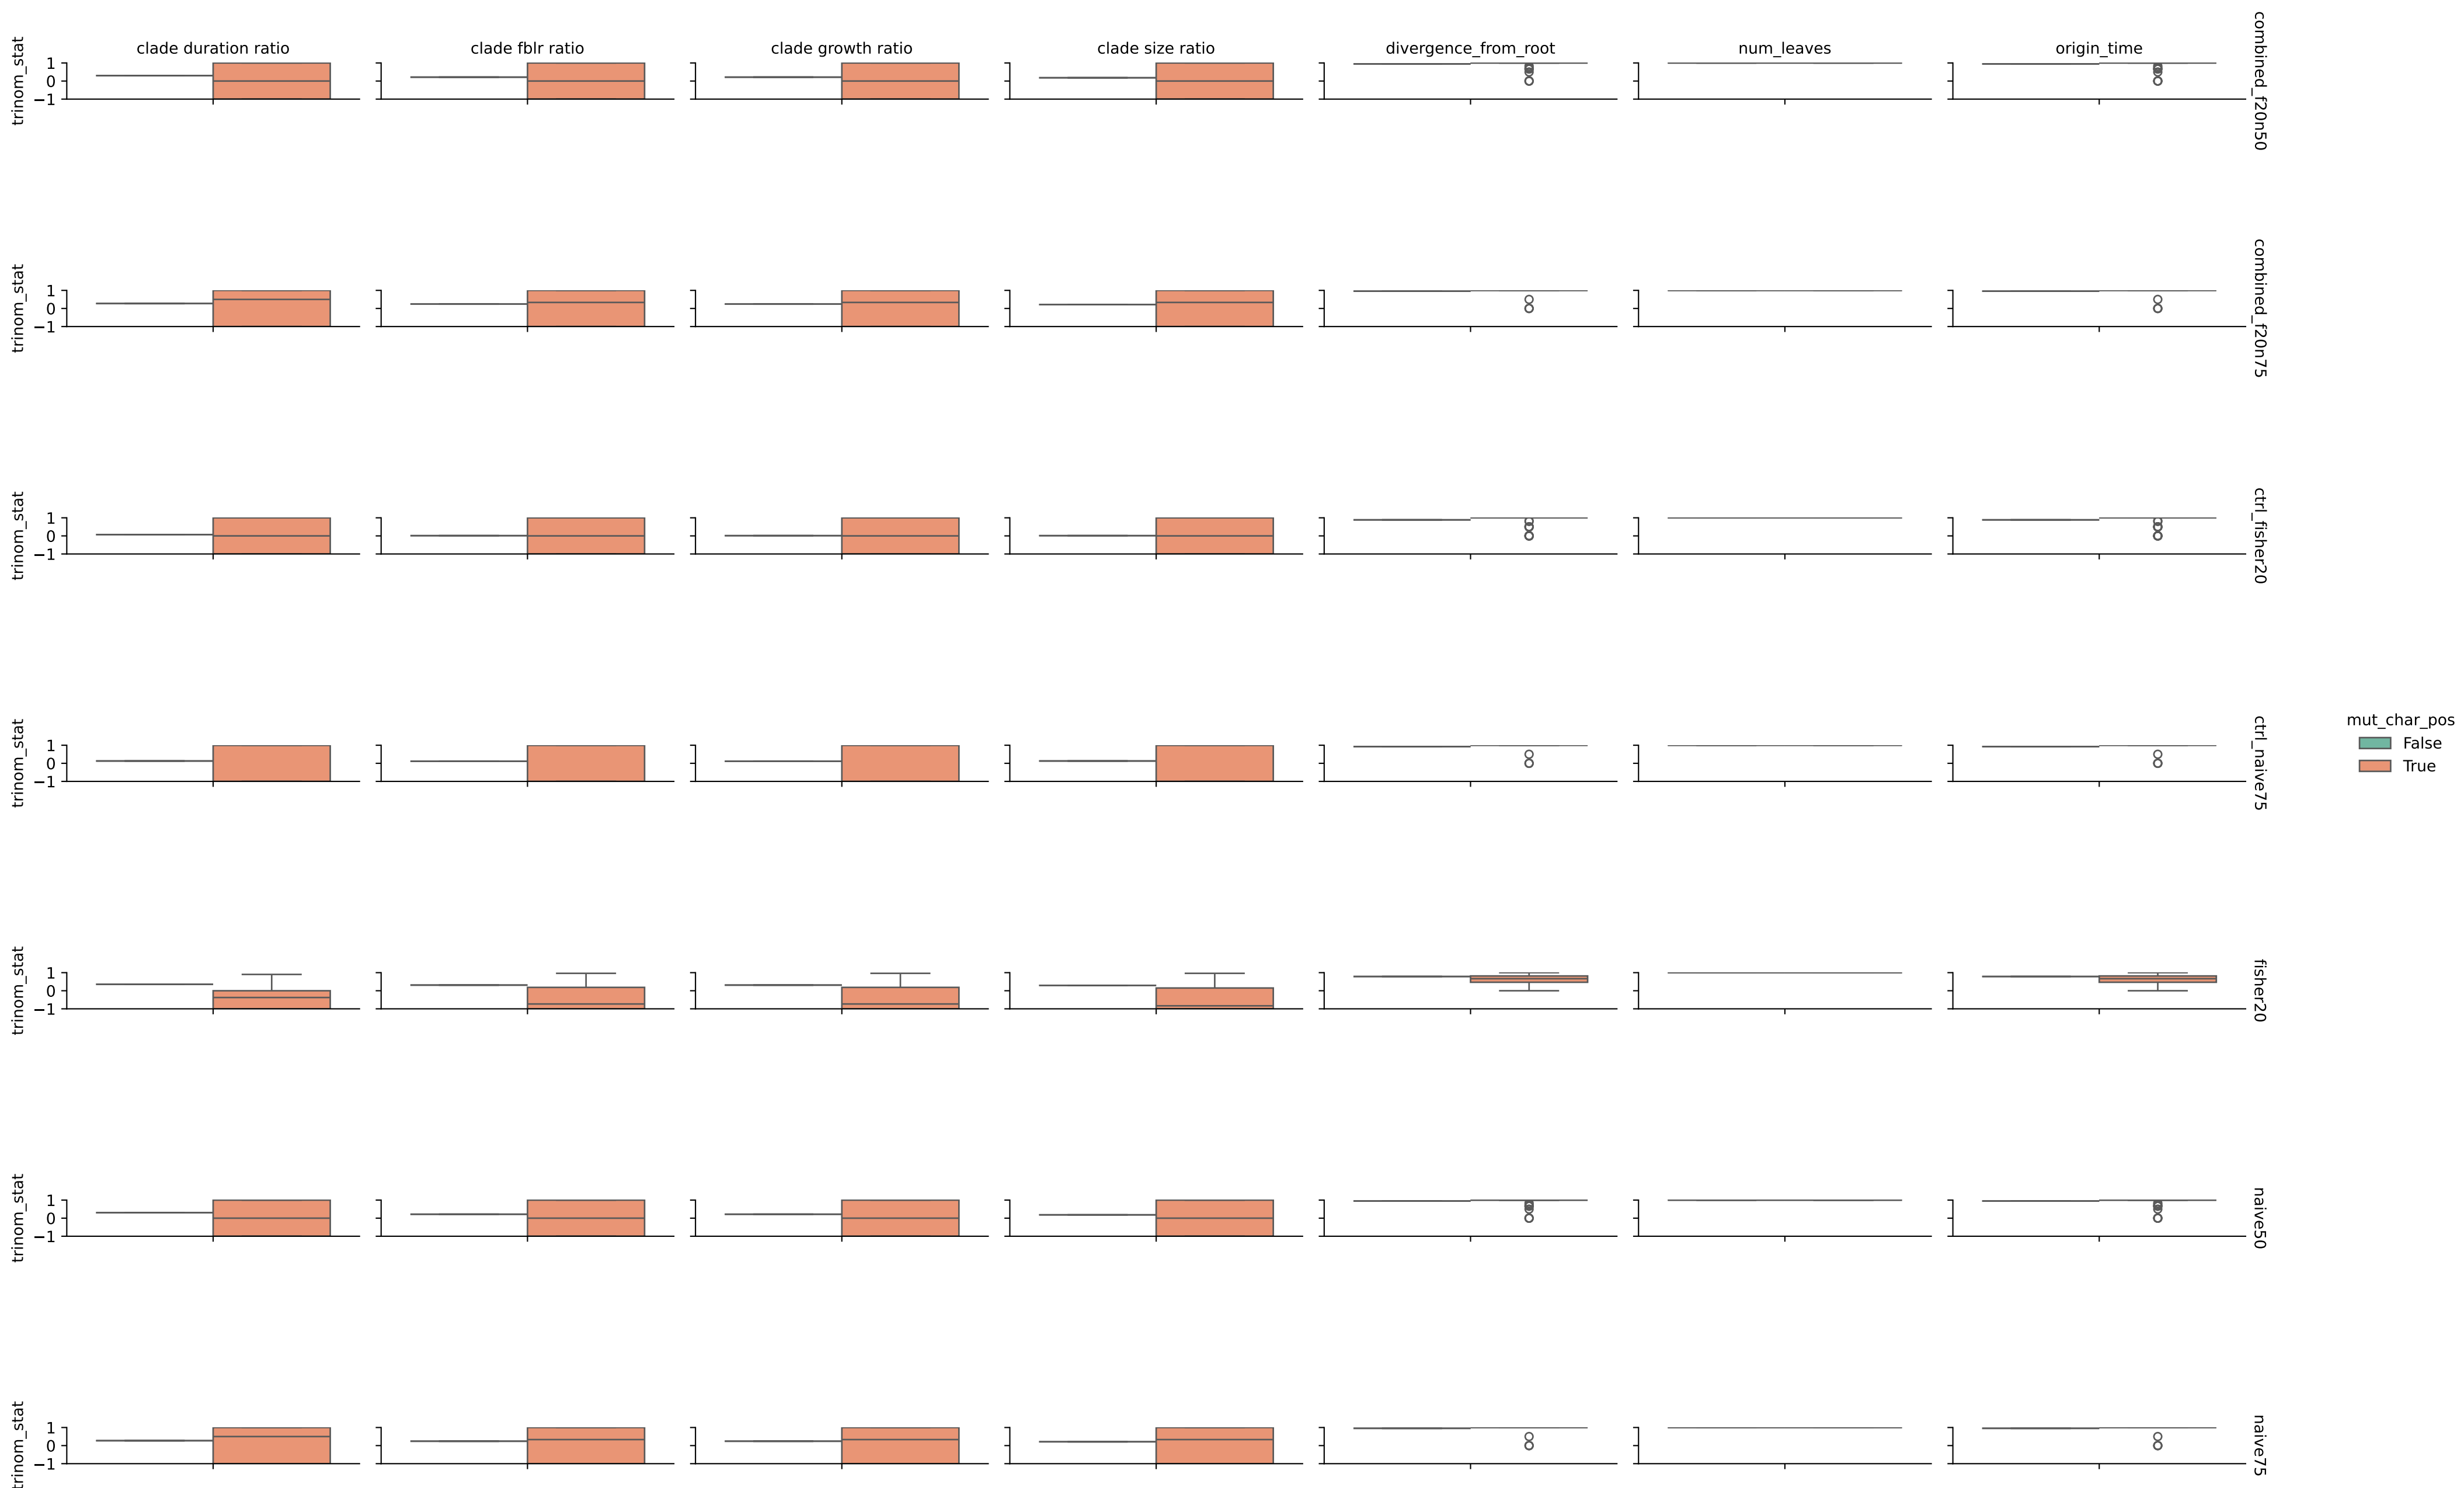 clade duration ratio
clade fblr ratio
clade growth ratio
clade size ratio
divergence_from_root
num_leaves
origin_time
trinom_stat
1
0
−1
combined_f20n50
trinom_stat
1
0
−1
combined_f20n75
trinom_stat
1
0
−1
ctrl_fisher20
trinom_stat
1
0
−1
ctrl_naive75
mut_char_pos
False
True
trinom_stat
1
0
−1
fisher20
trinom_stat
1
0
−1
naive50
trinom_stat
1
0
−1
naive75